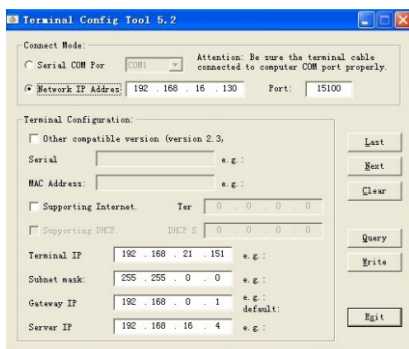 Terminal Config Tool 5.2
Connect Mode:
Serial COM Por COM1 Attention: Be sure the terminal cable
connected to computer COM port properly.
Network IP Addres 192 . 168 . 16 . 130 Port: 15100
Terminal Configuration:
Other compatible version (version 2.3,
Serial e.g.:
MAC Address: e.g.:
Supporting Internet. Ter 0 . 0 . 0 . 0
Supporting DHCP. DHCP S 0 . 0 . 0 . 0
Terminal IP 192 . 168 . 21 . 151 e.g.:
Subnet mask: 255 . 255 . 0 . 0 e.g.:
Gateway IP 192 . 168 . 0 . 1 e.g.:
default:
Server IP 192 . 168 . 16 . 4 e.g.:
Last
Next
Clear
Query
Write
Exit